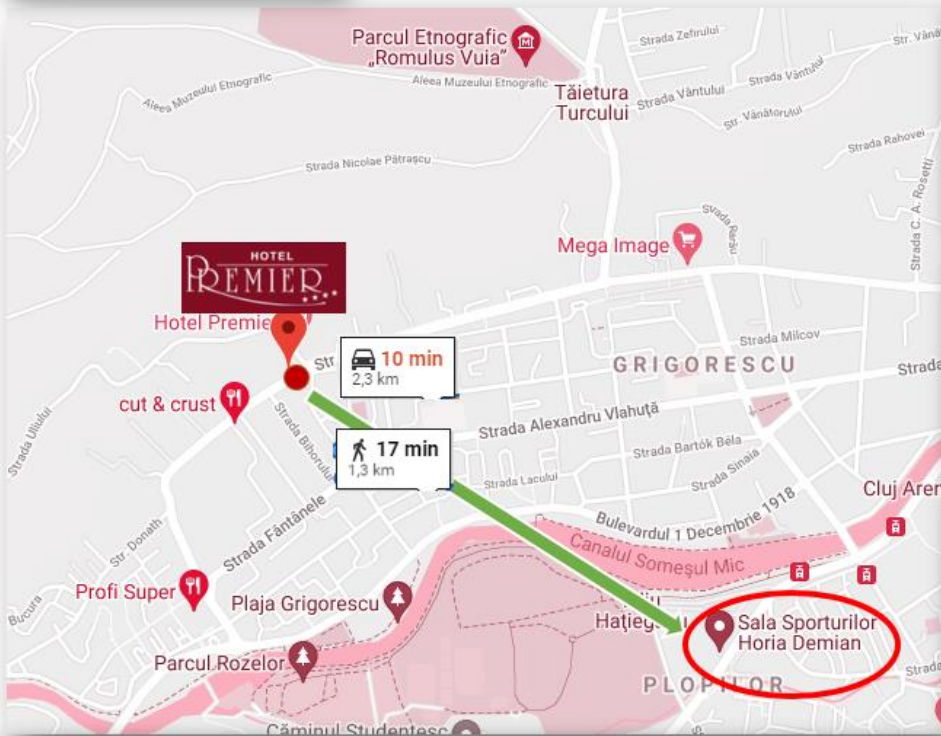 Parcul Etnografic
„Romulus Vuia”
Strada Zefirului
Aleea Muzeului Etnografic
Aleea Muzeului Etnografic
Tăietura
Turcului
Strada Vântului
Strada Vântului
Str. Vânătorului
Strada Rahovei
Strada Nicolae Pătrașcu
Strada C. A. Rosetti
Strada Rarău
Mega Image
HOTEL
PREMIER
Hotel Premie
Str
10 min
2,3 km
Strada Milcov
GRIGORESCU
Strada
cut & crust
Strada Uliului
Strada Bihorului
Strada Alexandru Vlahuță
17 min
1,3 km
Strada Bartók Béla
Strada Lacului
Strada Sinaia
Cluj Aren
Strada Fântânele
Str. Donath
Bulevardul 1 Decembrie 1918
Canalul Someșul Mic
Profi Super
Bucura
Plaja Grigorescu
Hațieg
Sala Sporturilor
Horia Demian
Parcul Rozelor
Strada
PLOPILOR
Căminul Studențesc